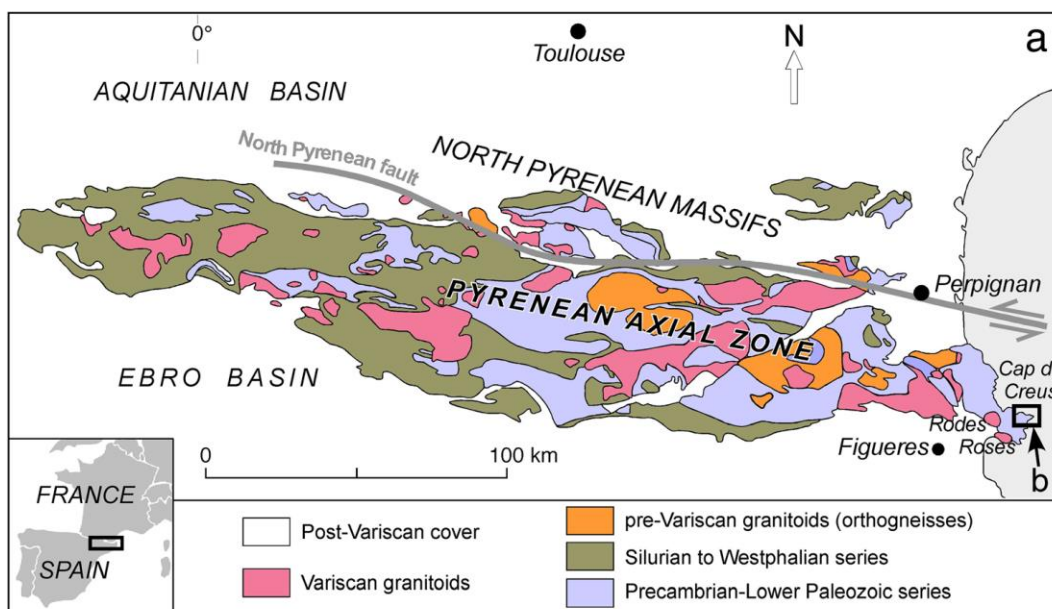 a
0°
Toulouse
N
AQUITANIAN BASIN
North Pyrenean fault
NORTH PYRENEAN MASSIFS
Perpignan
PYRENEAN AXIAL ZONE
EBRO BASIN
Cap d
Creus
Rodes
Roses
Figueres
b
0
100 km
FRANCE
SPAIN
Post-Variscan cover
Variscan granitoids
pre-Variscan granitoids (orthogneisses)
Silurian to Westphalian series
Precambrian-Lower Paleozoic series